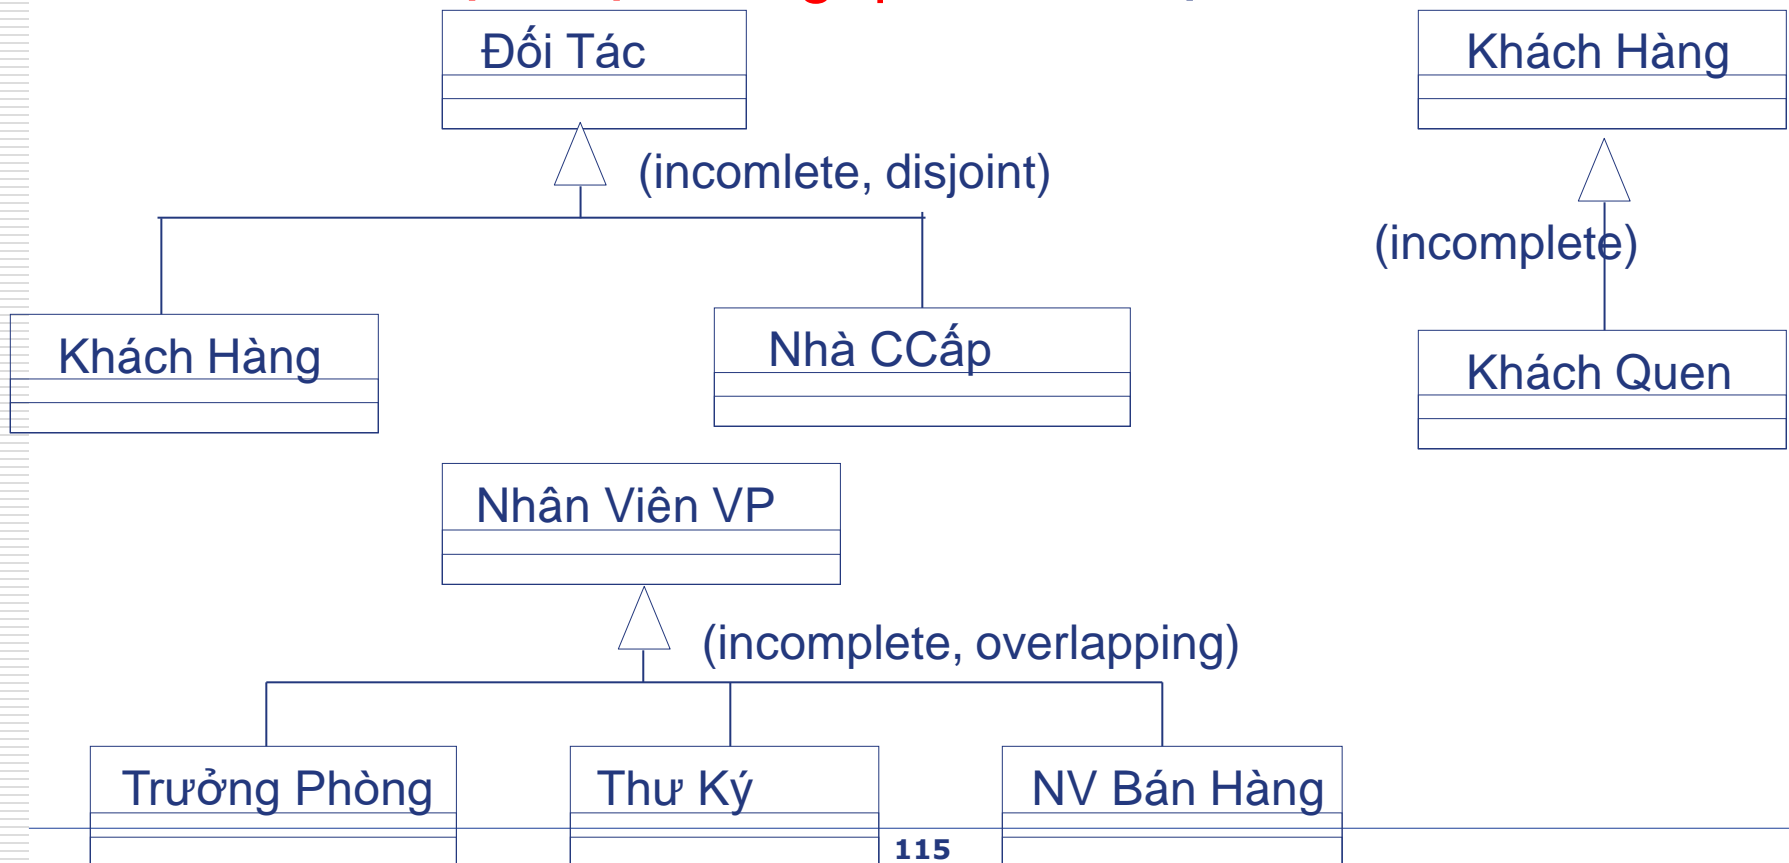 Đối Tác
Khách Hàng
(incomlete, disjoint)
(incomplete)
Khách Hàng
Nhà CCấp
Khách Quen
Nhân Viên VP
(incomplete, overlapping)
Trưởng Phòng
Thư Ký
NV Bán Hàng
115